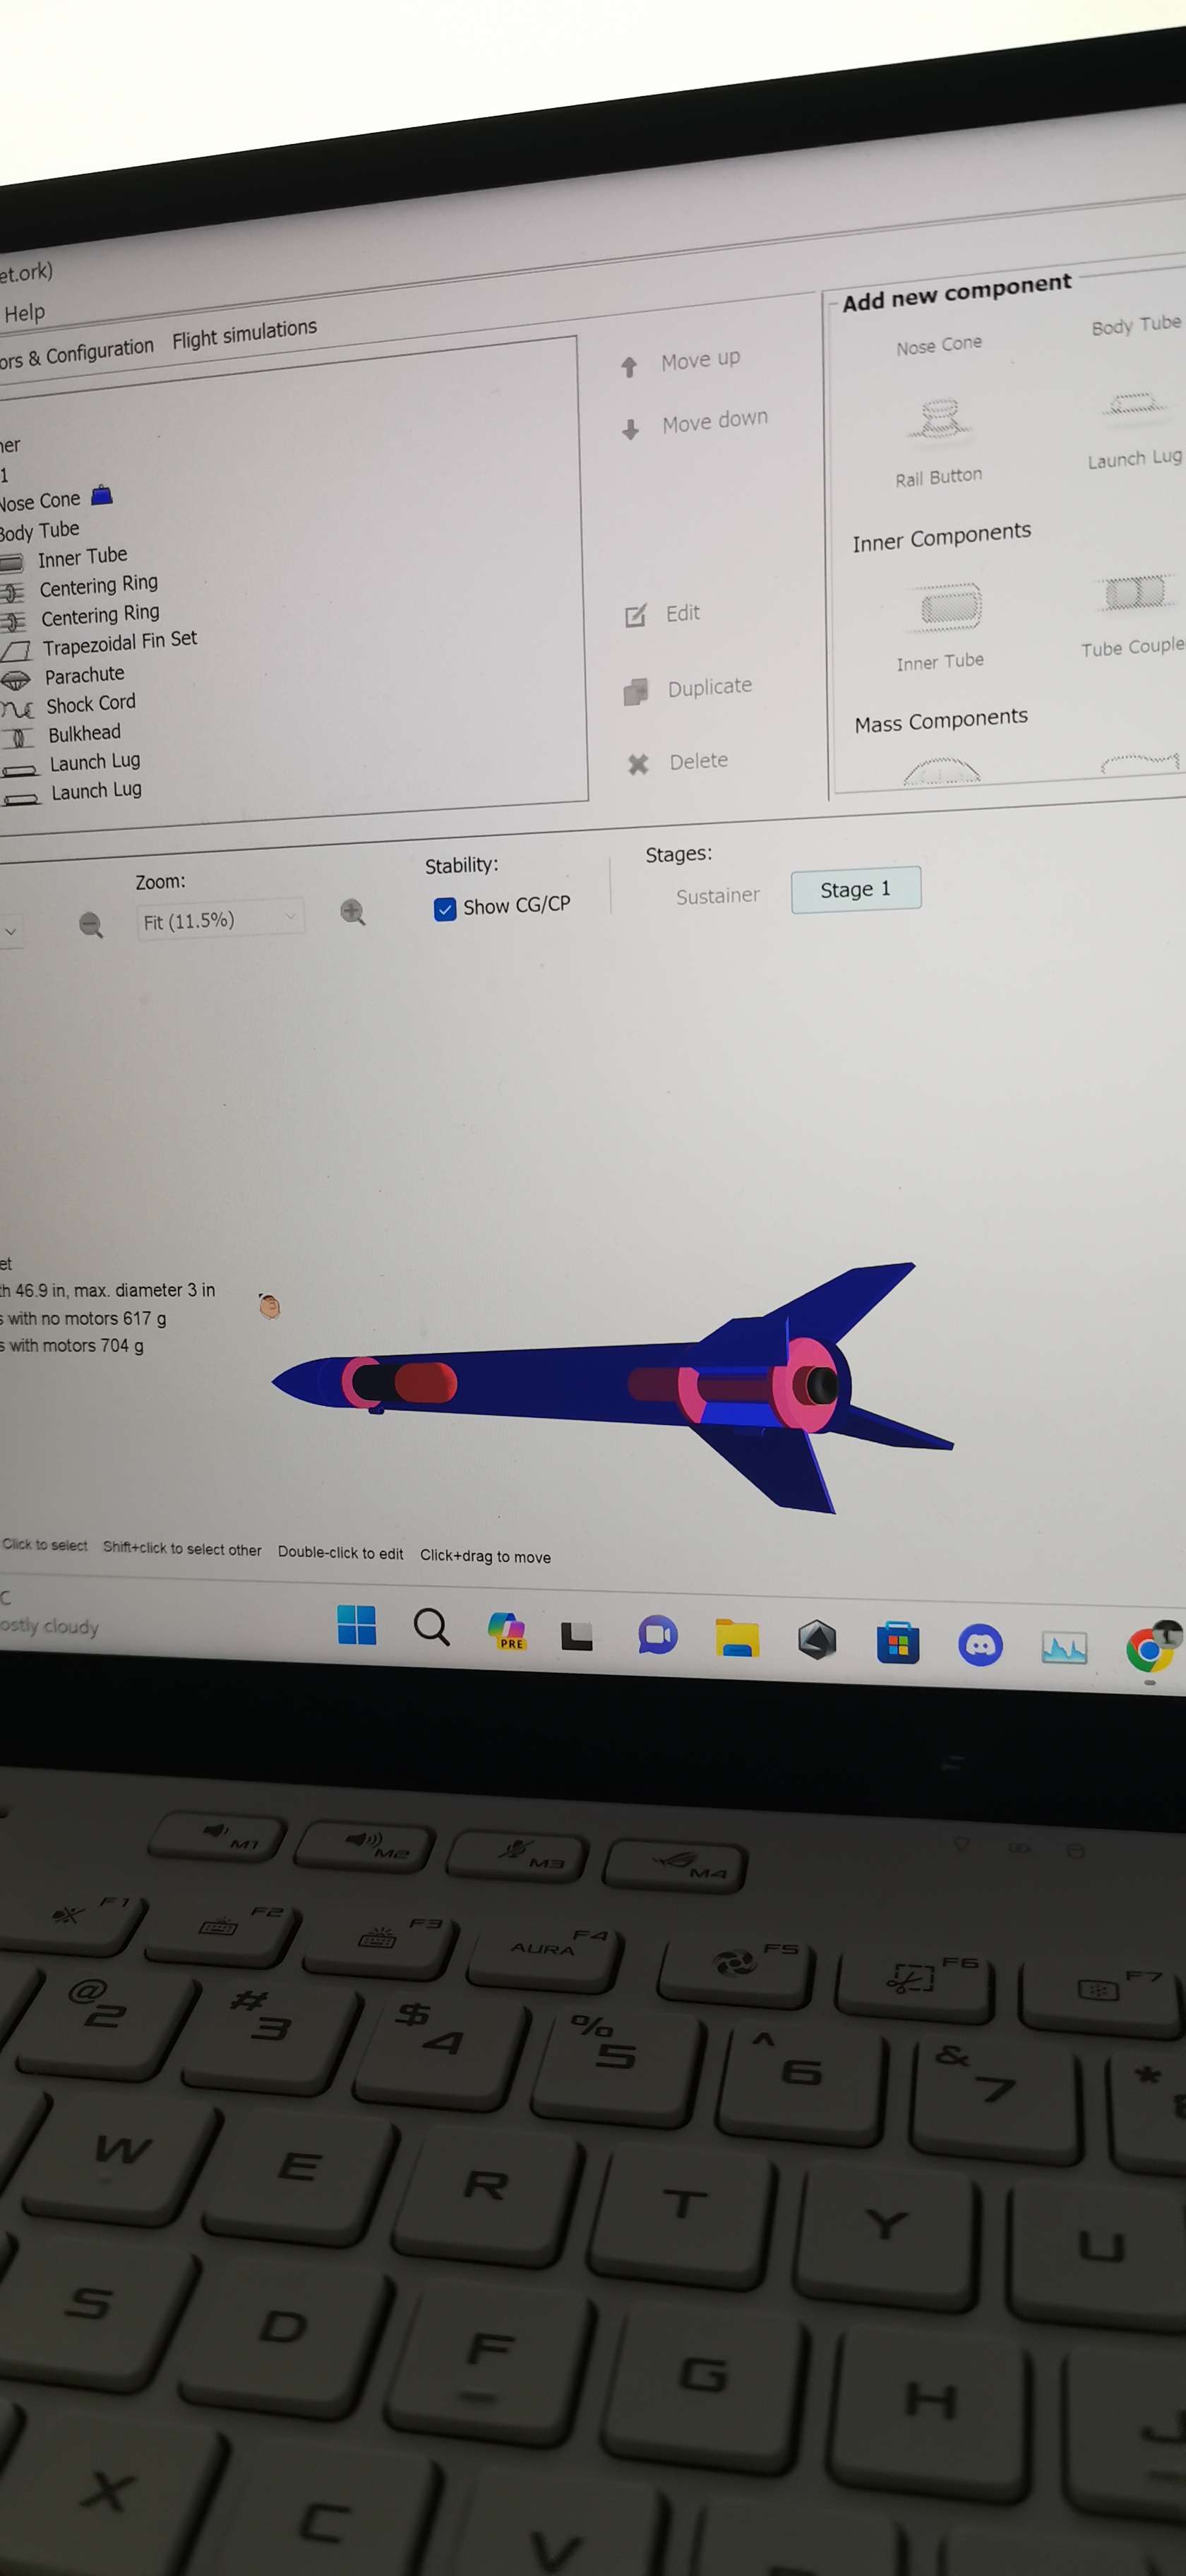 et.ork)
Help
ors & Configuration Flight simulations
Add new component
Nose Cone Body Tube
Rail Button Launch Lug
Inner Components
Inner Tube Tube Couple
Mass Components
Move up
Move down
Edit
Duplicate
Delete
ner
1
Nose Cone
Body Tube
Inner Tube
Centering Ring
Centering Ring
Trapezoidal Fin Set
Parachute
Shock Cord
Bulkhead
Launch Lug
Launch Lug
Zoom:
Fit (11.5%)
Stability:
Show CG/CP
Stages:
Sustainer Stage 1
et
th 46.9 in, max. diameter 3 in
s with no motors 617 g
s with motors 704 g
Click to select Shift+click to select other Double-click to edit Click+drag to move
C
ostly cloudy
PRE
M1 M2 M3 M4
F1 F2 F3 AURA F4 F5 F6 F7
@ 2 # 3 $ 4 % 5 ^ 6 & 7 *
W E R T Y U
S D F G H J
X C V